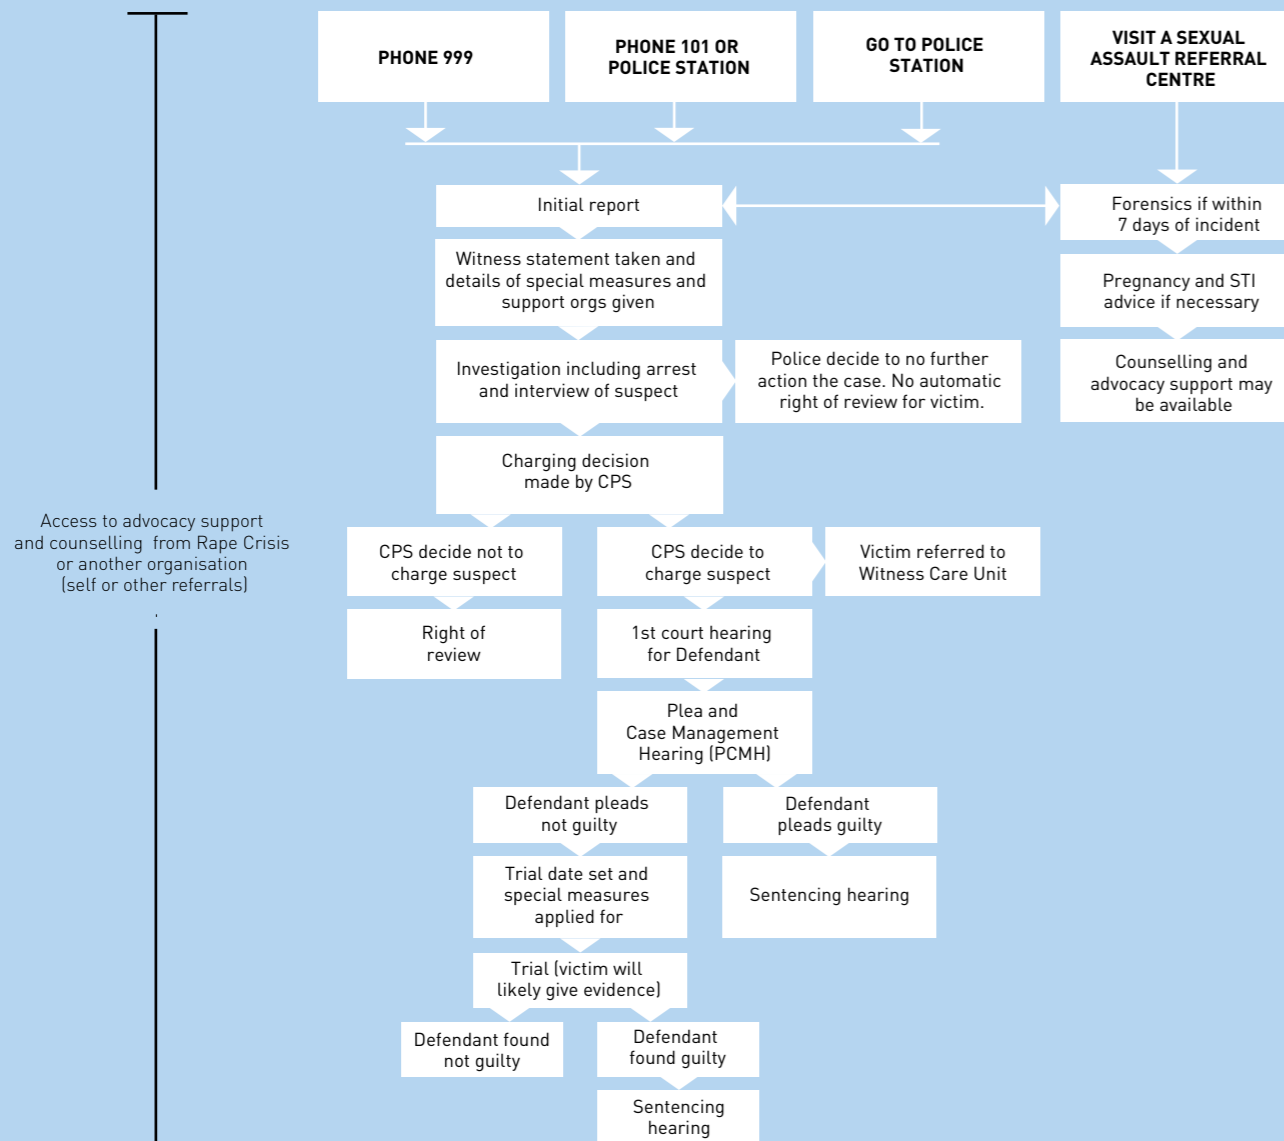 PHONE 999
PHONE 101 OR
POLICE STATION
GO TO POLICE
STATION
VISIT A SEXUAL
ASSAULT REFERRAL
CENTRE
Initial report
Forensics if within
7 days of incident
Witness statement taken and
details of special measures and
support orgs given
Pregnancy and STI
advice if necessary
Investigation including arrest
and interview of suspect
Police decide to no further
action the case. No automatic
right of review for victim.
Counselling and
advocacy support may
be available
Charging decision
made by CPS
Access to advocacy support
and counselling  from Rape Crisis
or another organisation
(self or other referrals)
.
CPS decide not to
charge suspect
CPS decide to
charge suspect
Victim referred to
Witness Care Unit
Right of
review
1st court hearing
for Defendant
Plea and
Case Management
Hearing (PCMH)
Defendant pleads
not guilty
Defendant
pleads guilty
Trial date set and
special measures
applied for
Sentencing hearing
Trial (victim will
likely give evidence)
Defendant found
not guilty
Defendant
found guilty
Sentencing
hearing